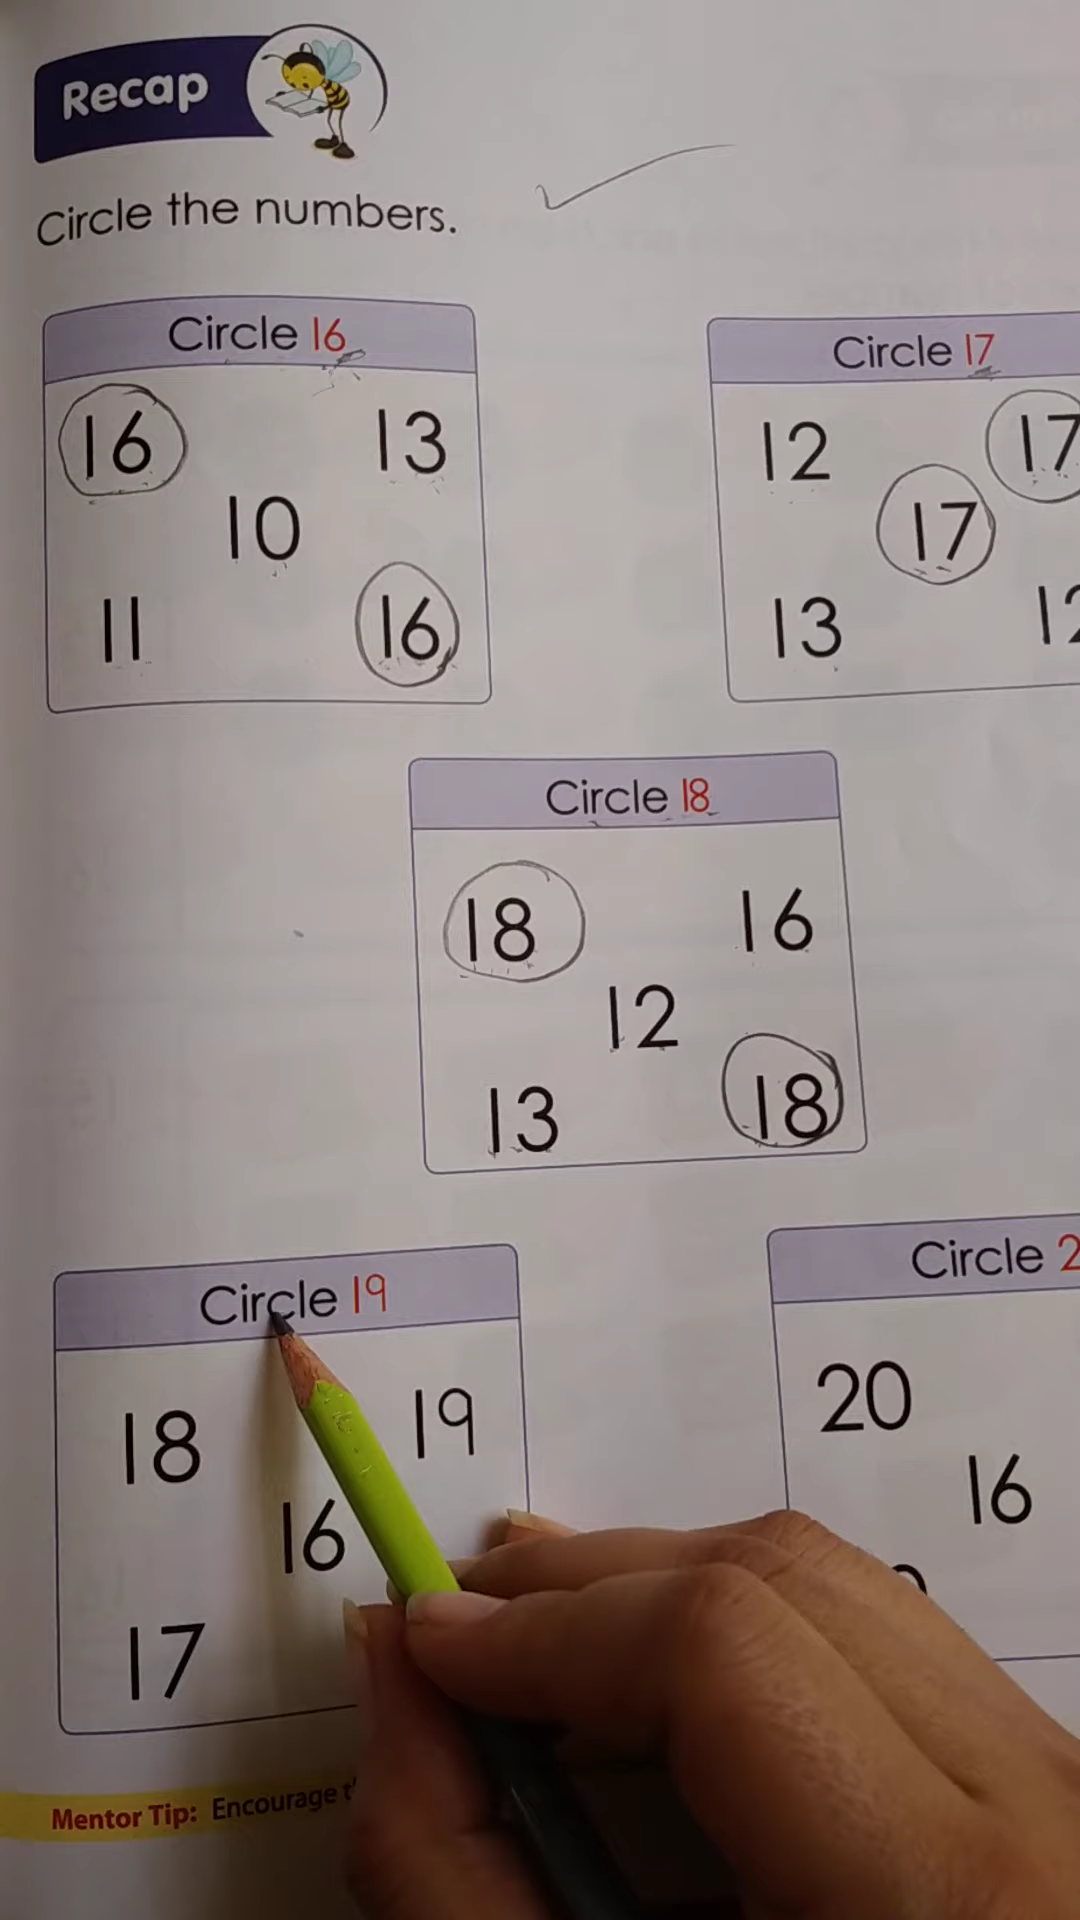 Recap
Circle the numbers.
Circle 16
16 13
10
11 16
Circle 17
12 17
17
13
Circle 18
18 16
12
13 18
Circle 19
18 19
16
17
Circle
20
16
Mentor Tip: Encourage